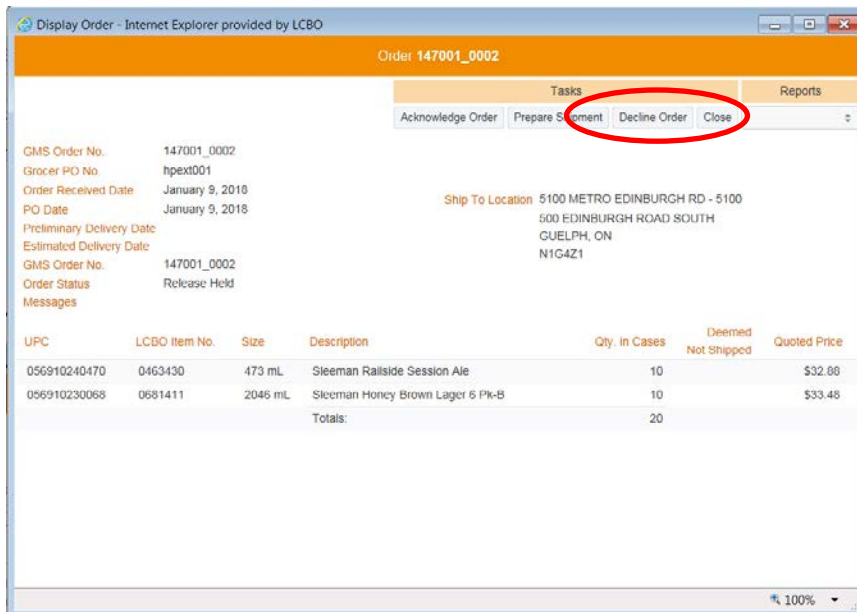 Display Order - Internet Explorer provided by LCBO
Order 147001_0002
Tasks Reports
Acknowledge Order Prepare Shipment Decline Order Close
GMS Order No. 147001_0002
Grocer PO No. hpext001
Order Received Date January 9, 2018
PO Date January 9, 2018
Preliminary Delivery Date
Estimated Delivery Date
GMS Order No. 147001_0002
Order Status Release Held
Messages
Ship To Location 5100 METRO EDINBURGH RD - 5100
500 EDINBURGH ROAD SOUTH
GUELPH, ON
N1G4Z1
UPC LCBO Item No. Size Description Qty. In Cases Deemed Not Shipped Quoted Price
056910240470 0463430 473 mL Sleeman Railside Session Ale 10 $32.88
056910230068 0681411 2046 mL Sleeman Honey Brown Lager 6 Pk-B 10 $33.48
Totals: 20
100%